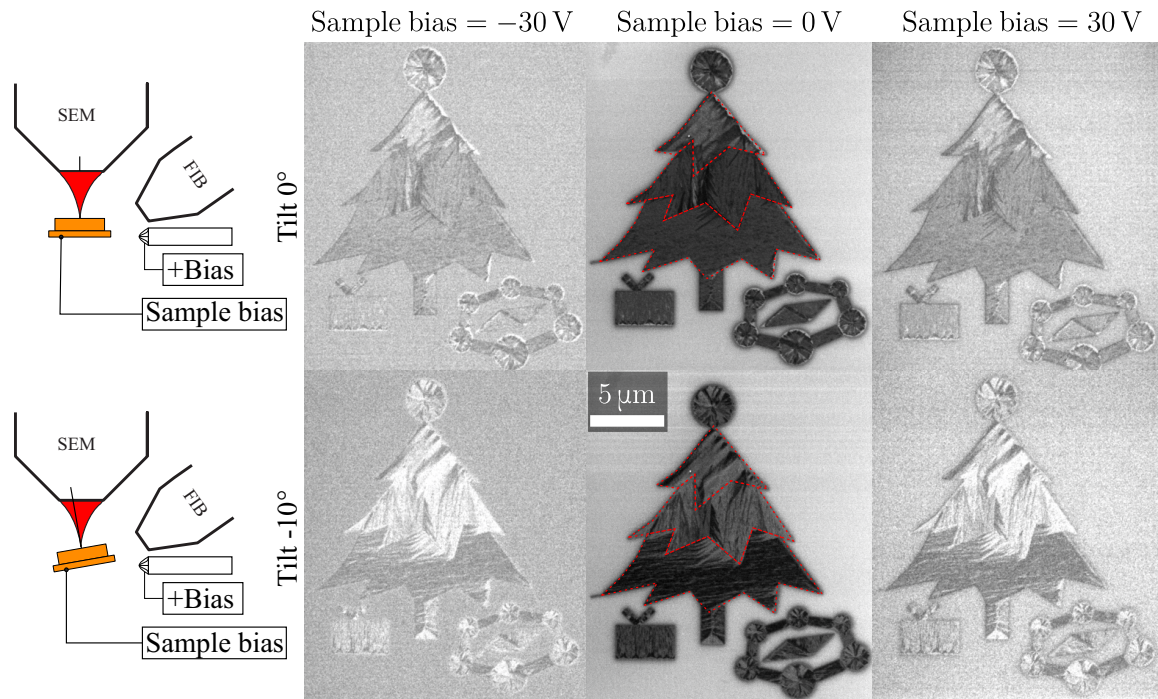 Sample bias = −30 V
Sample bias = 0 V
Sample bias = 30 V
SEM
FIB
Tilt 0°
+Bias
Sample bias
5 µm
SEM
FIB
Tilt -10°
+Bias
Sample bias